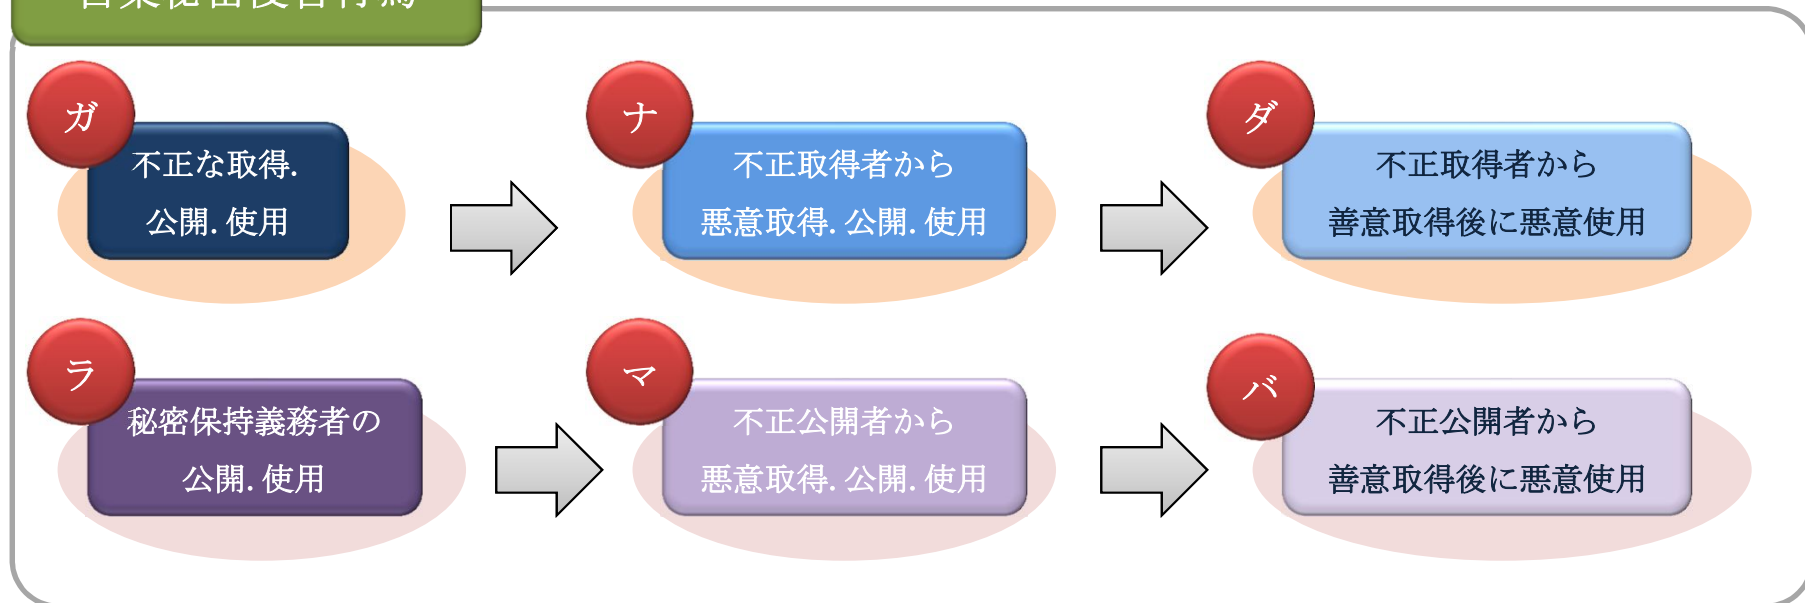 ガ
不正な取得.
公開. 使用
ナ
不正取得者から
悪意取得. 公開. 使用
ダ
不正取得者から
善意取得後に悪意使用
ラ
秘密保持義務者の
公開. 使用
マ
不正公開者から
悪意取得. 公開. 使用
バ
不正公開者から
善意取得後に悪意使用